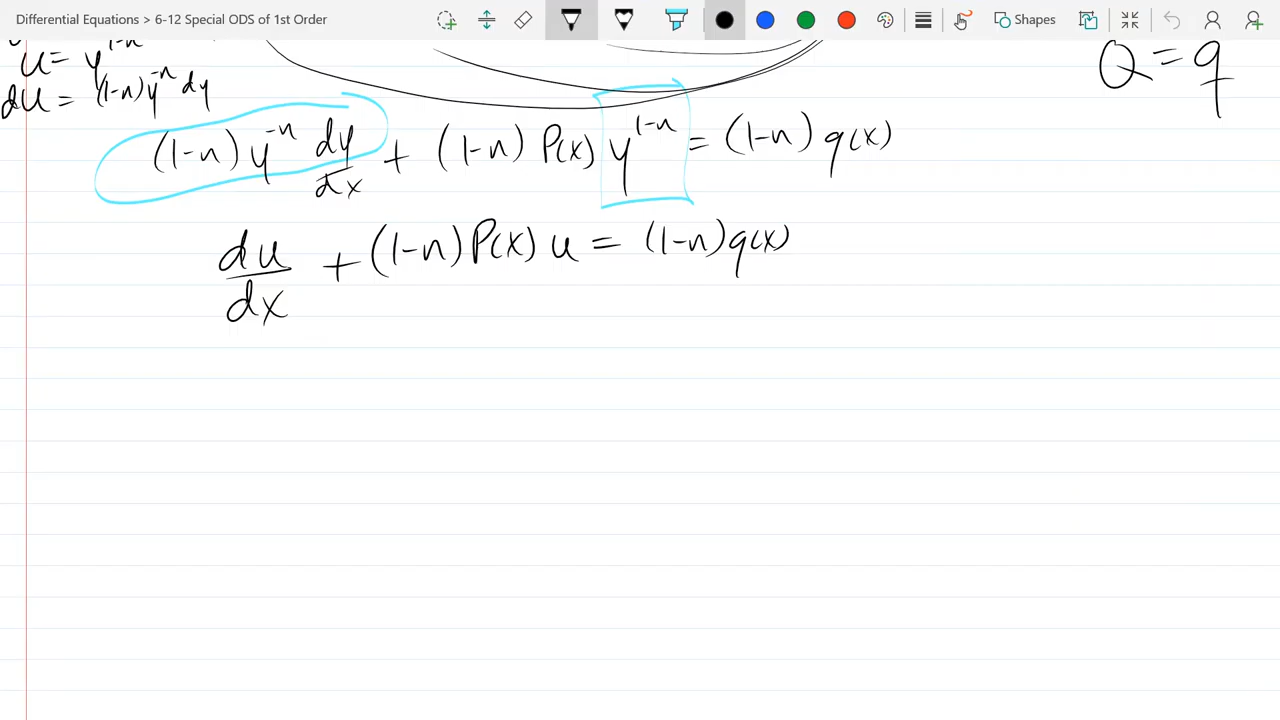 Differential Equations > 6-12 Special ODS of 1st Order
Shapes
u = y^{1-n}
du = (1-n) y^{-n} dy
Q = q
(1-n) y^{-n} dy/dx + (1-n) P(x) y^{1-n} = (1-n) q(x)
du/dx + (1-n) P(x) u = (1-n) q(x)